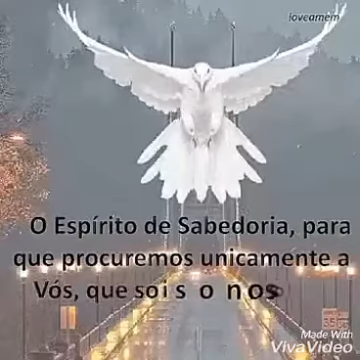 loveamem
O Espírito de Sabedoria, para
que procuremos unicamente a
Vós, que sois o nos
Made With
VivaVideo